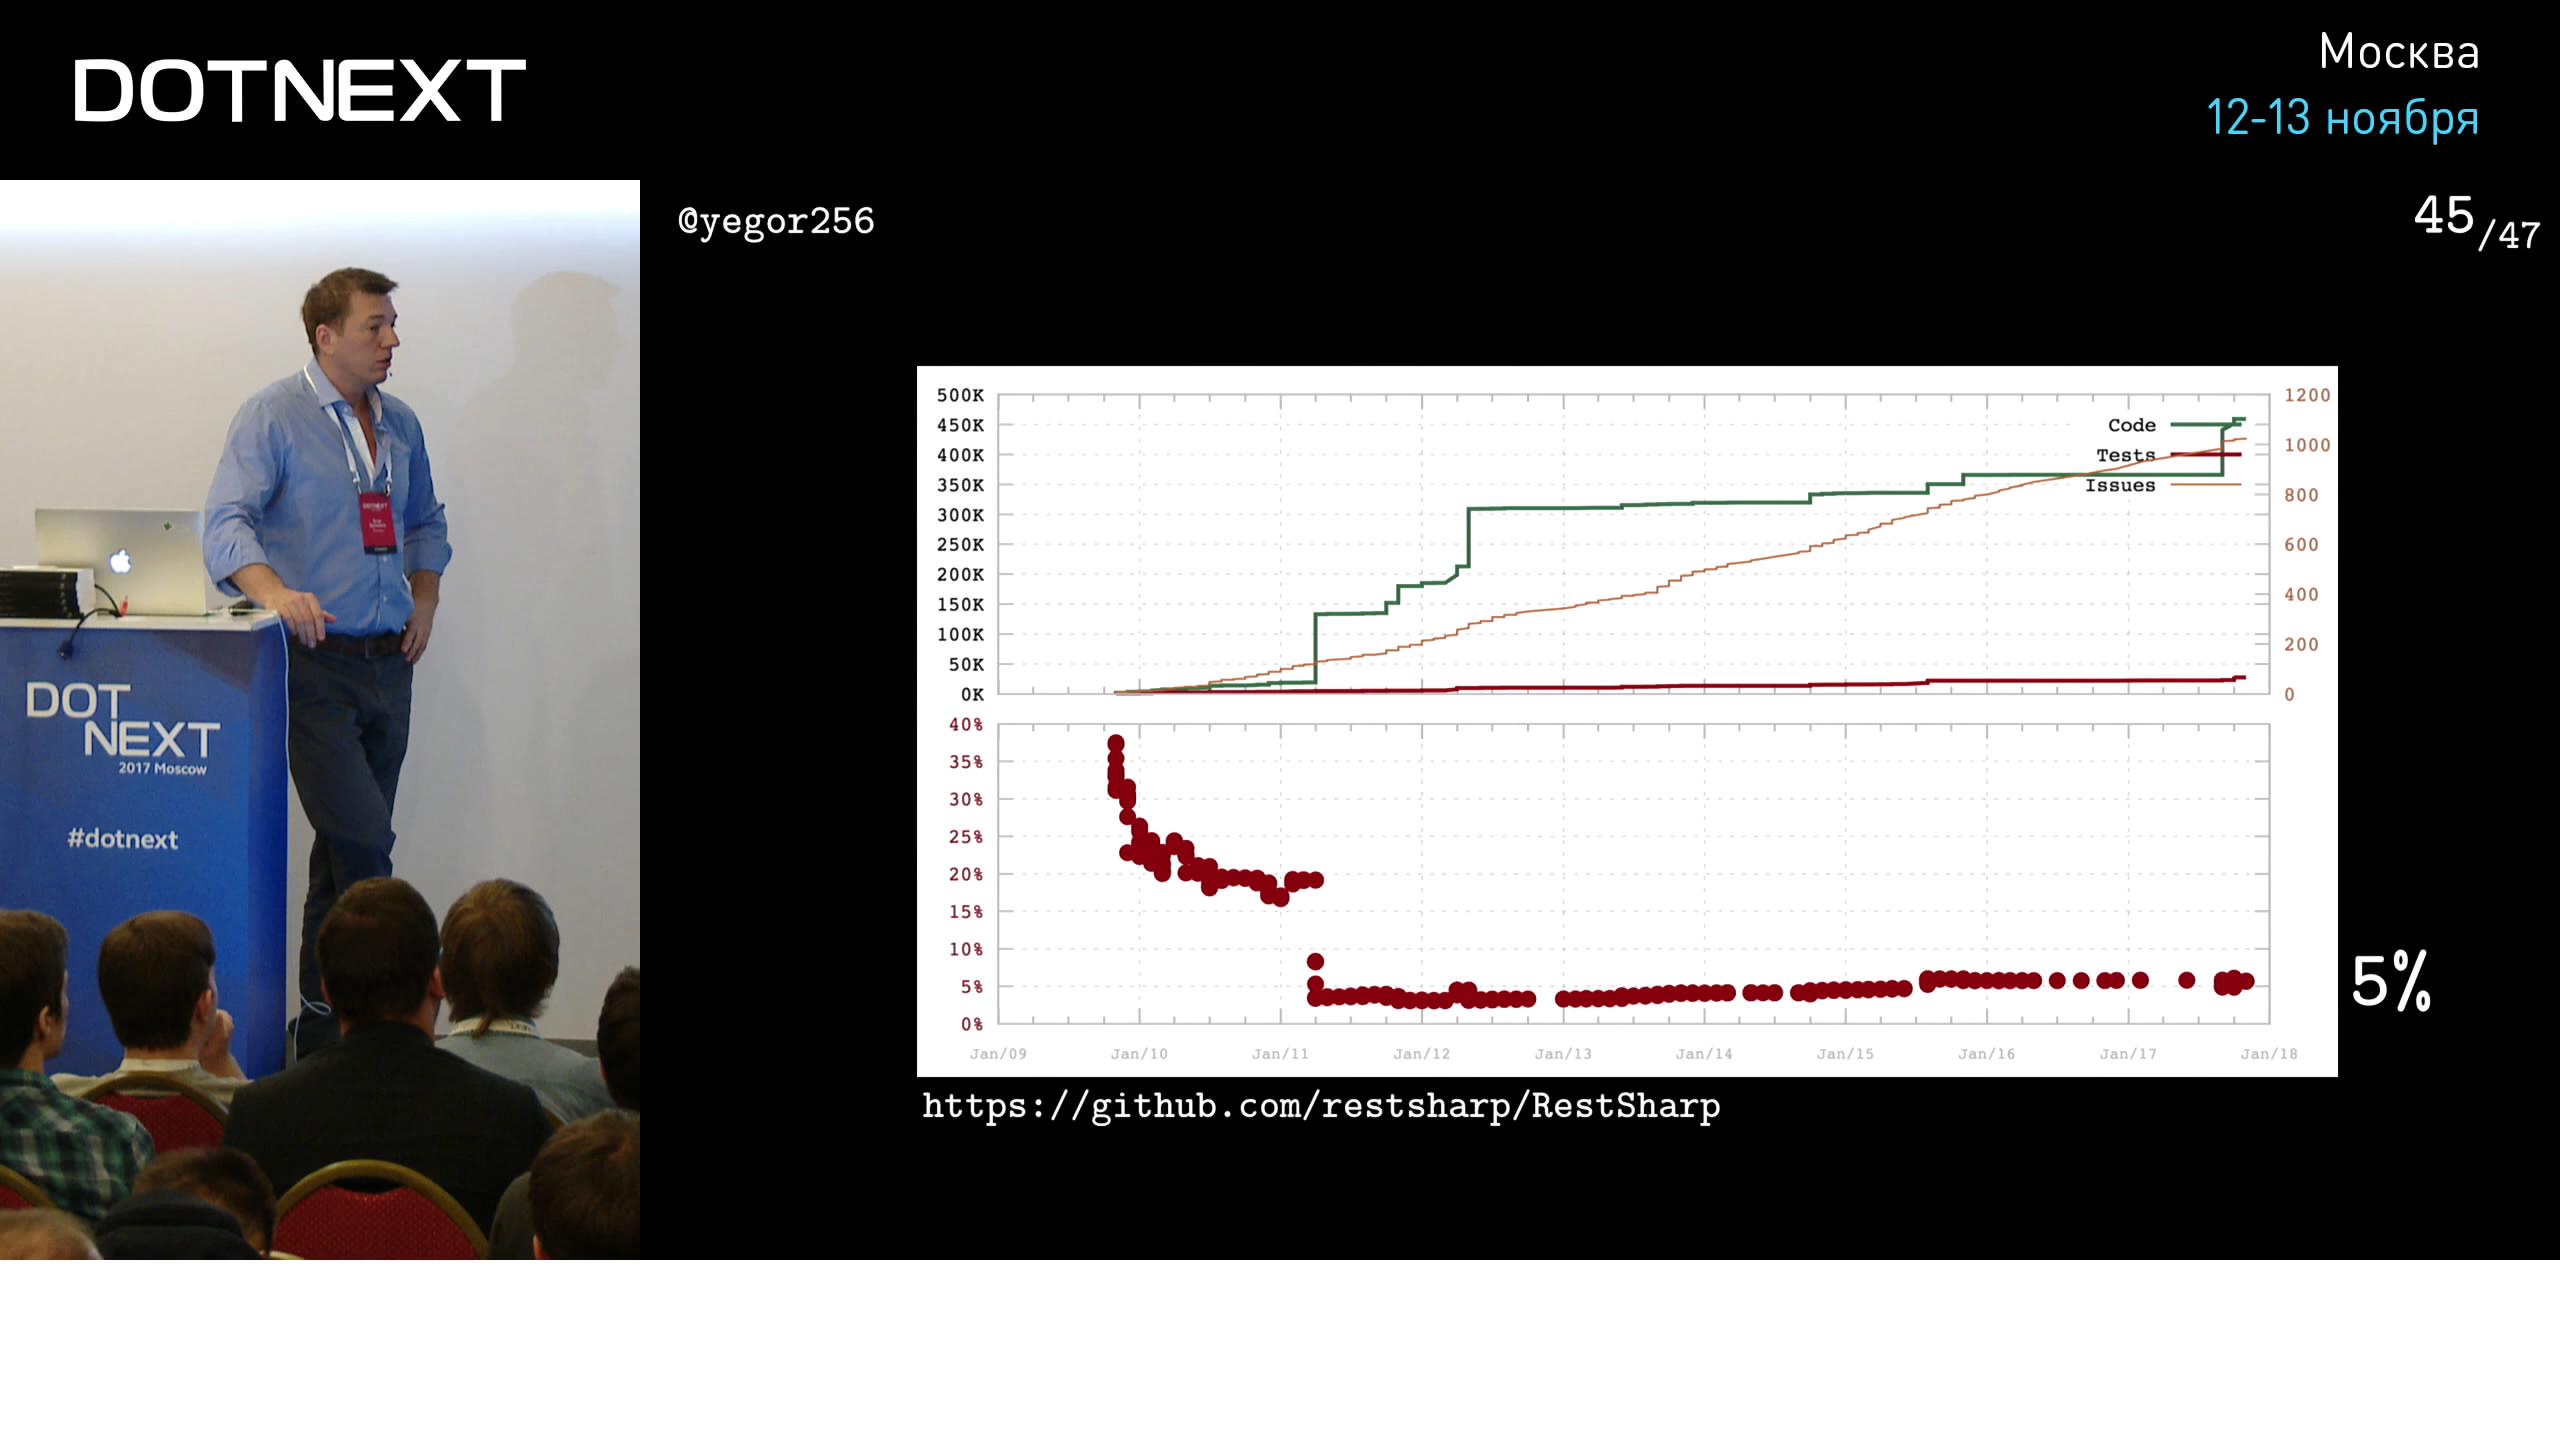 DOTNEXT
Москва
12-13 ноября
@yegor256
45/47
500K
450K
400K
350K
300K
250K
200K
150K
100K
50K
0K
1200
1000
800
600
400
200
0
Code
Tests
Issues
40%
35%
30%
25%
20%
15%
10%
5%
0%
Jan/09 Jan/10 Jan/11 Jan/12 Jan/13 Jan/14 Jan/15 Jan/16 Jan/17 Jan/18
5%
https://github.com/restsharp/RestSharp
DOTNEXT
DOT
NEXT
2017 Moscow
#dotnext